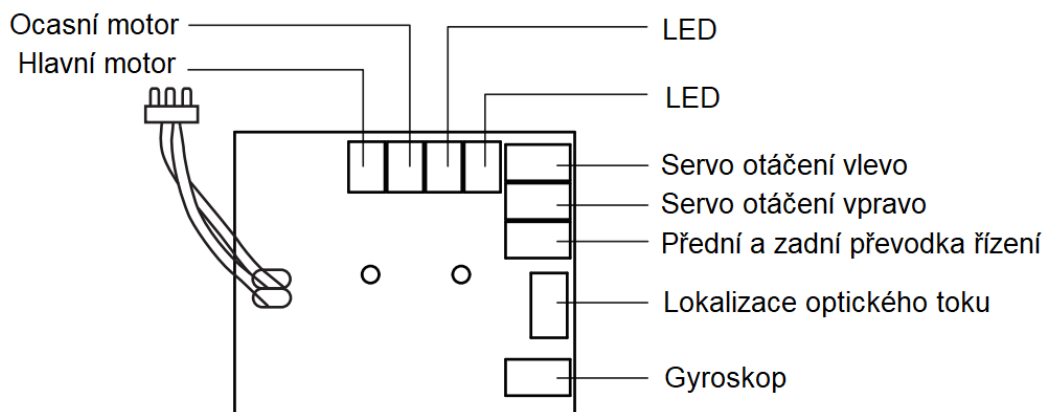 Ocasní motor
Hlavní motor
LED
LED
Servo otáčení vlevo
Servo otáčení vpravo
Přední a zadní převodka řízení
Lokalizace optického toku
Gyroskop